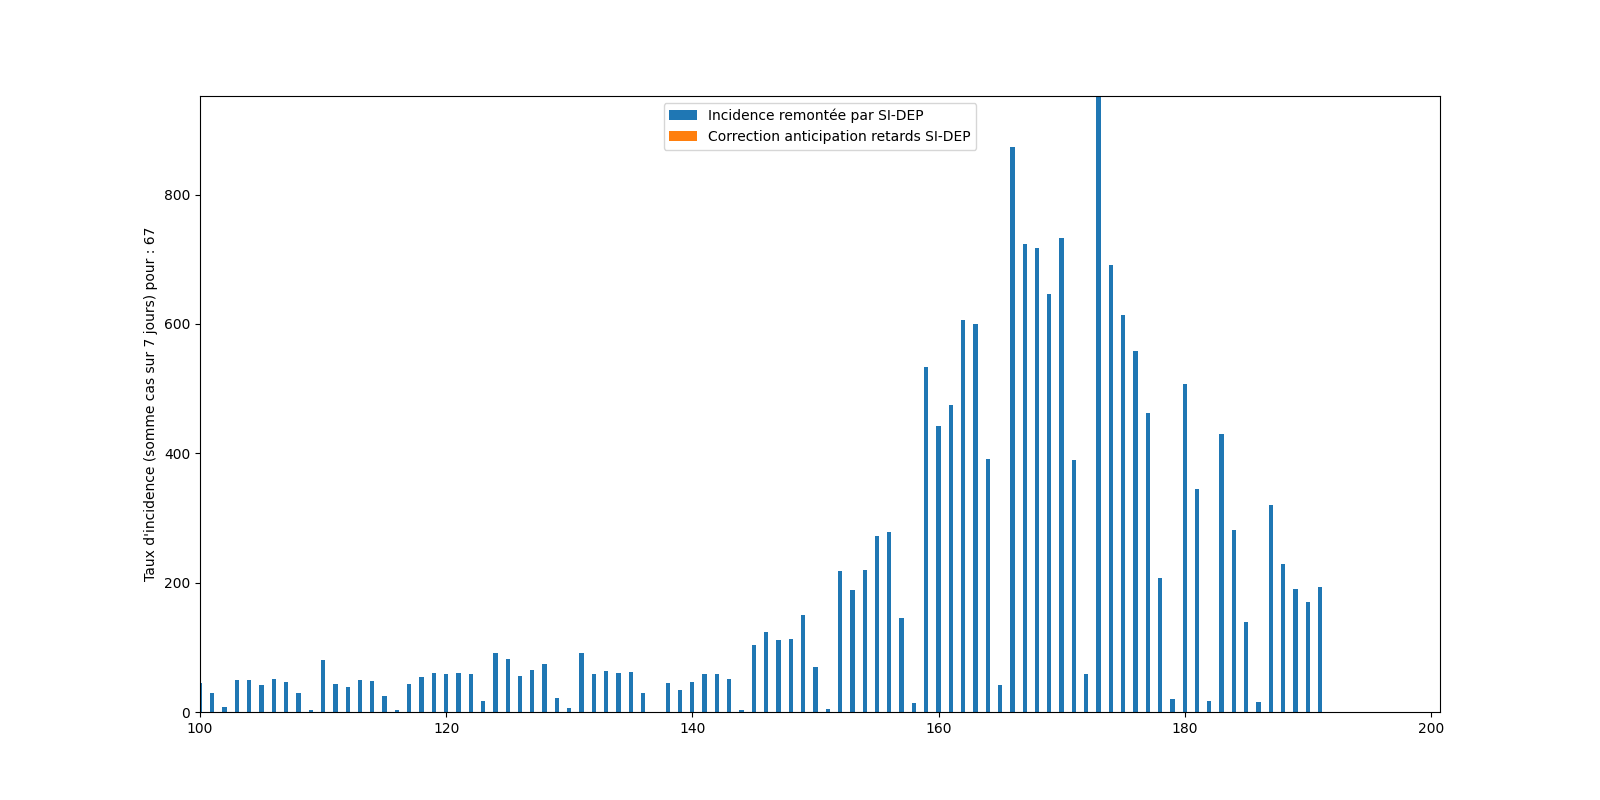 Incidence remontée par SI-DEP
Correction anticipation retards SI-DEP
Taux d'incidence (somme cas sur 7 jours) pour : 67
800
600
400
200
0
100 120 140 160 180 200